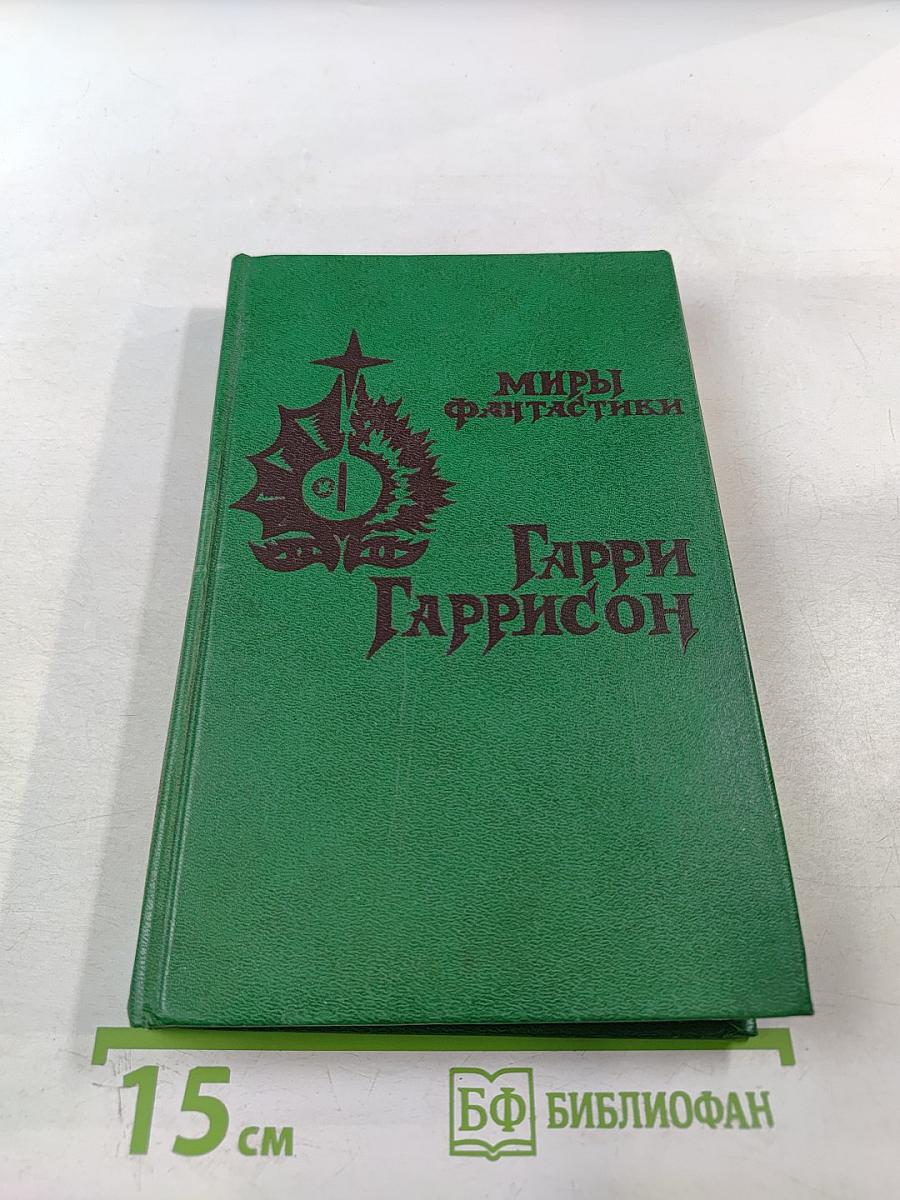 МИРЫ
ФАНТАСТИКИ
ГАРРИ
ГАРРИСОН
15 см
БФ БИБЛИОФАН